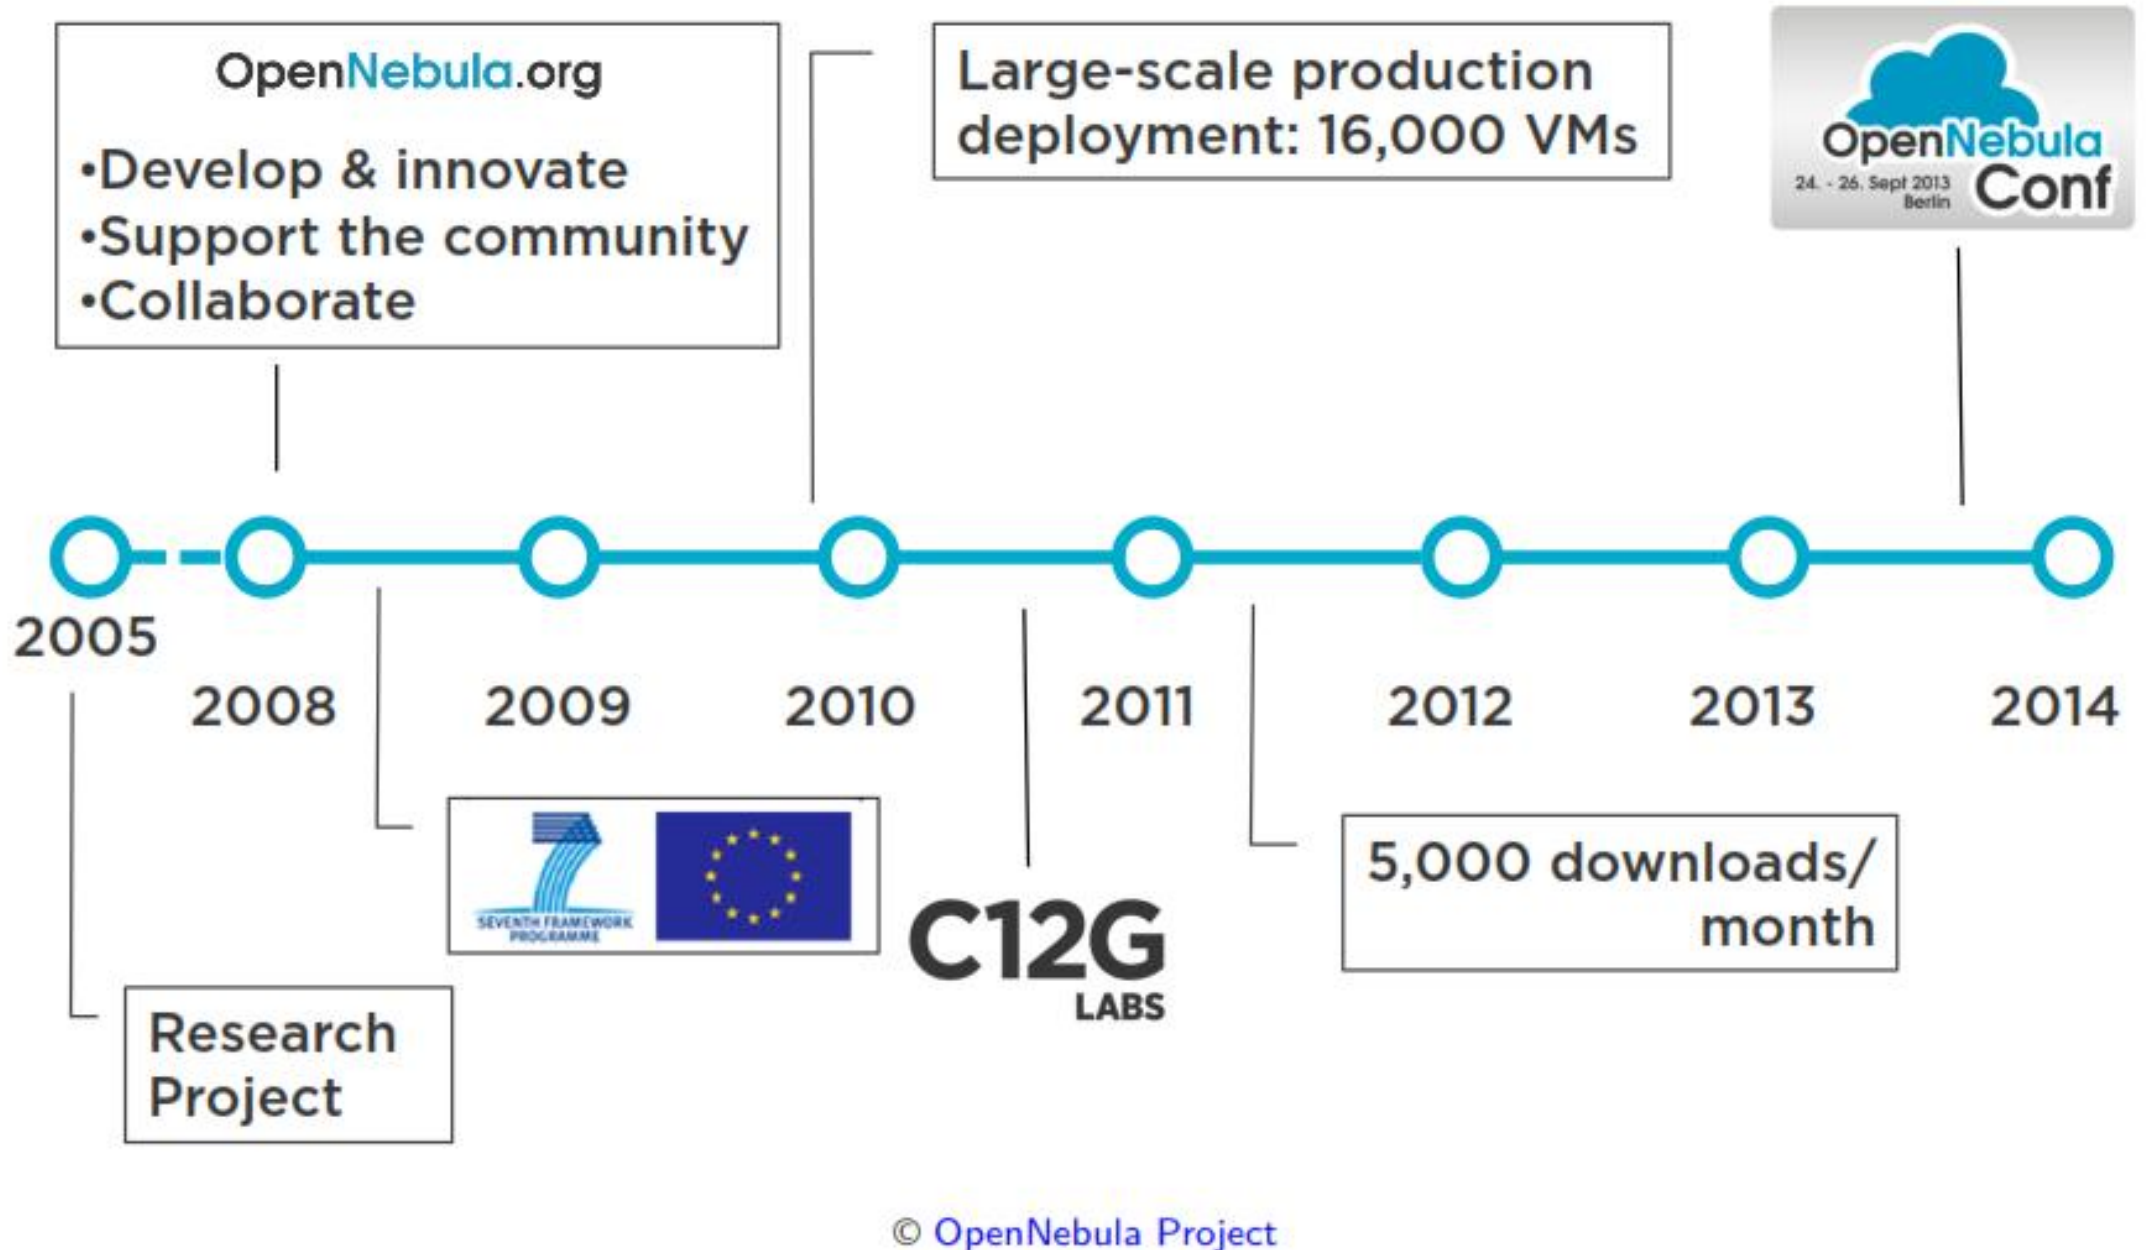 OpenNebula.org
•Develop & innovate
•Support the community
•Collaborate
Large-scale production
deployment: 16,000 VMs
OpenNebula
24. - 26. Sept 2013
Berlin
Conf
2005
2008
2009
2010
2011
2012
2013
2014
7
SEVENTH FRAMEWORK
PROGRAMME
C12G
LABS
5,000 downloads/
month
Research
Project
© OpenNebula Project